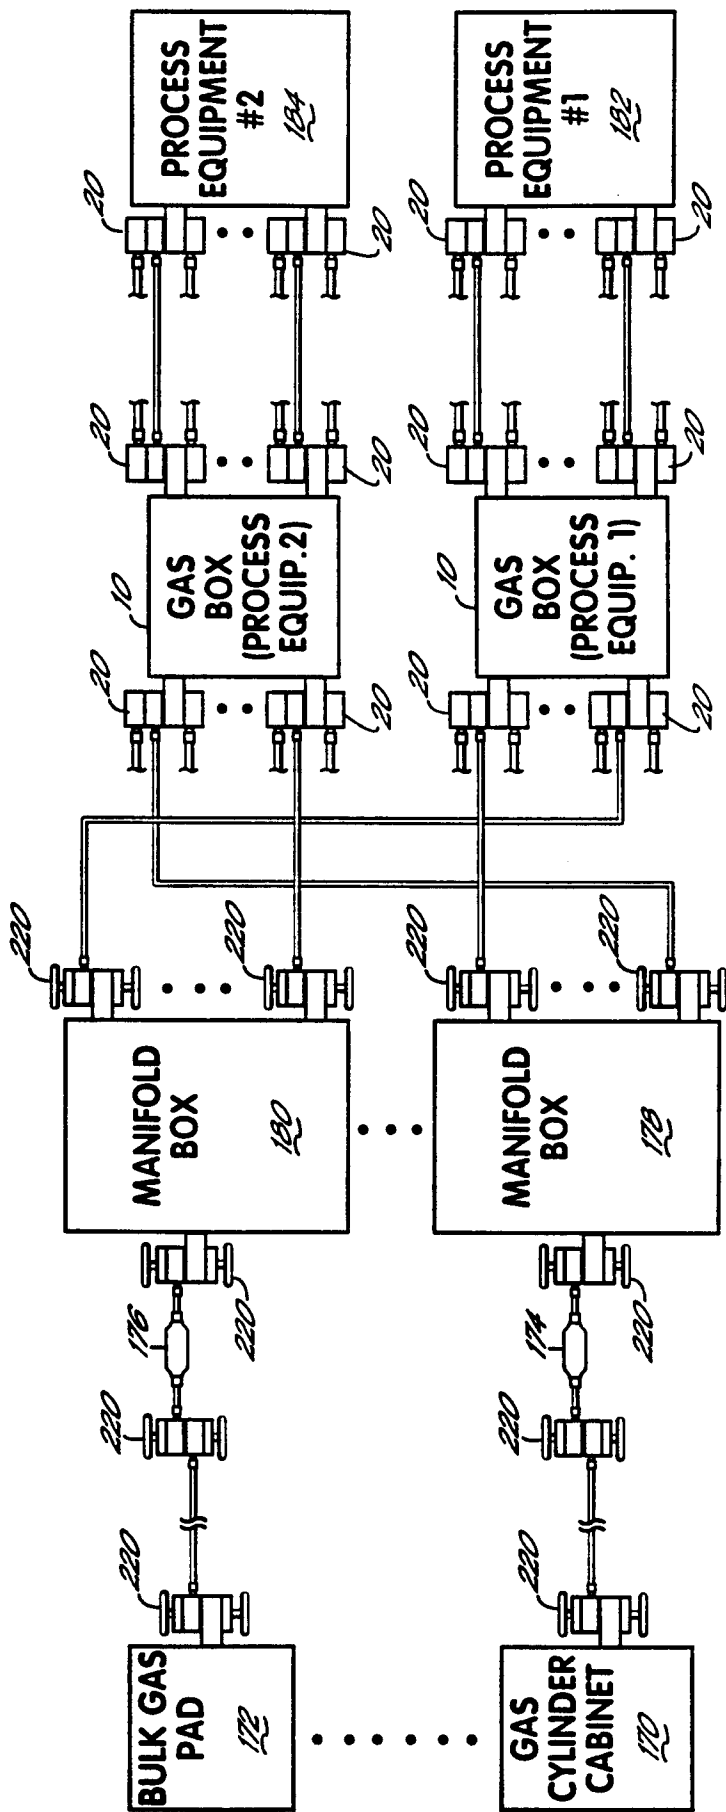 PROCESS
EQUIPMENT
#2
184
PROCESS
EQUIPMENT
#1
182
20
20
20
20
20
20
20
20
10
GAS
BOX
(PROCESS
EQUIP.2)
10
GAS
BOX
(PROCESS
EQUIP. 1)
20
20
20
20
220
220
220
220
MANIFOLD
BOX
180
MANIFOLD
BOX
178
176
220
174
220
220
220
220
220
BULK GAS
PAD
172
GAS
CYLINDER
CABINET
170